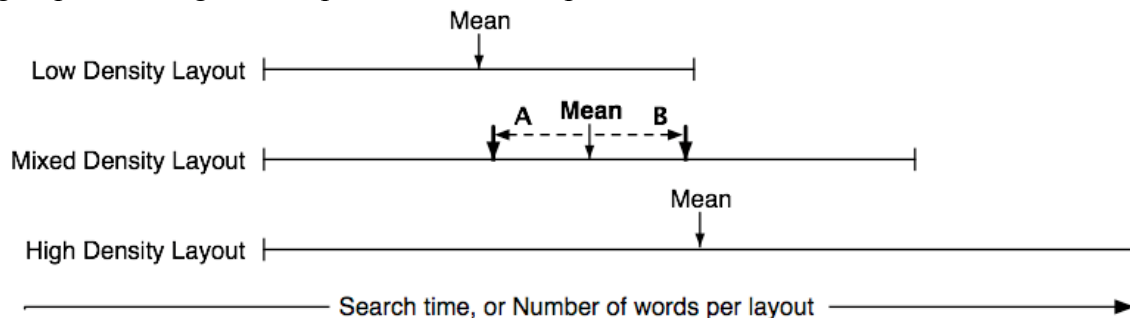 Mean
Low Density Layout
A Mean B
Mixed Density Layout
Mean
High Density Layout
Search time, or Number of words per layout